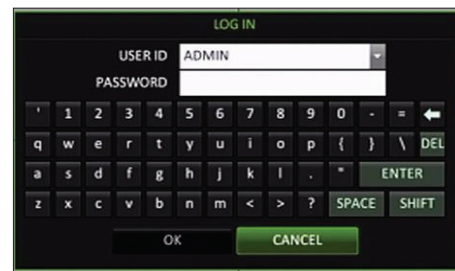 LOG IN
USER ID ADMIN
PASSWORD
' 1 2 3 4 5 6 7 8 9 0 - =
q w e r t y u i o p { } \ DEL
a s d f g h j k l . " ENTER
z x c v b n m < > ? SPACE SHIFT
OK CANCEL